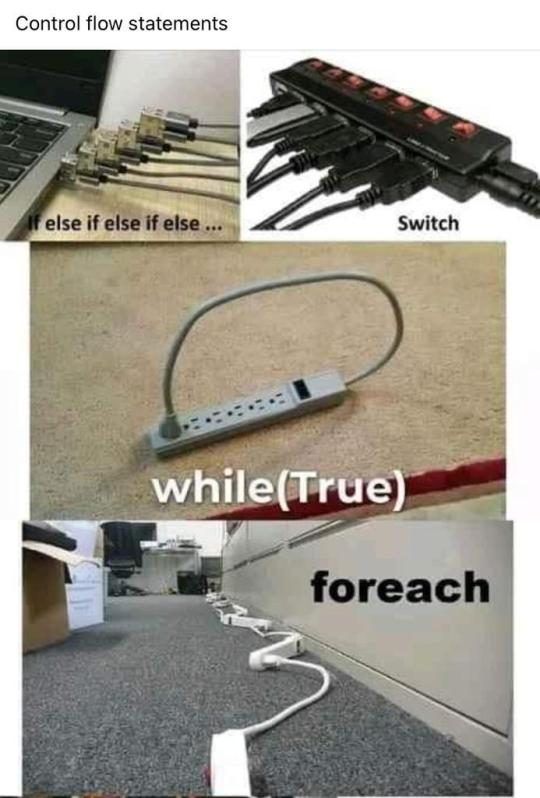 Control flow statements
If else if else if else ...
Switch
while(True)
foreach